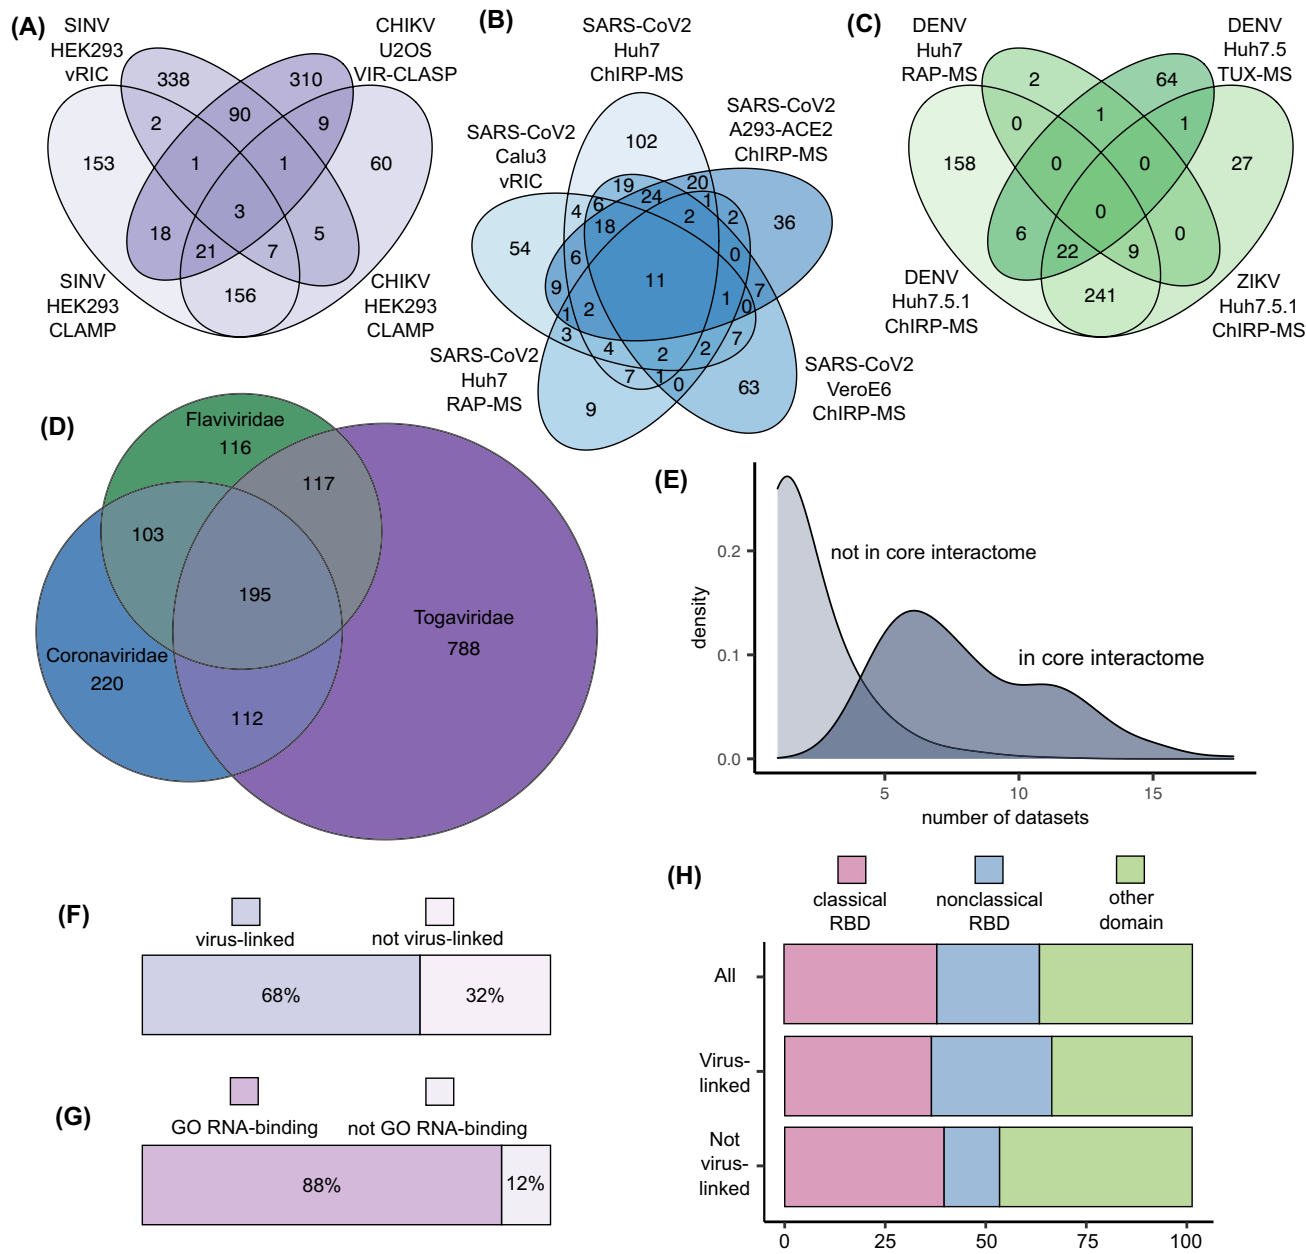 (A)
SINV
HEK293
vRIC
CHIKV
U2OS
VIR-CLASP
338
310
2
90
9
153
1
1
60
3
18
21
7
5
156
SINV
HEK293
CLAMP
CHIKV
HEK293
CLAMP
(B)
SARS-CoV2
Huh7
ChIRP-MS
SARS-CoV2
A293-ACE2
ChIRP-MS
SARS-CoV2
Calu3
vRIC
102
19
24
20
1
4
6
18
2
2
36
54
6
0
9
11
7
1
2
1
0
3
4
2
2
7
7
1
0
63
9
SARS-CoV2
Huh7
RAP-MS
SARS-CoV2
VeroE6
ChIRP-MS
(C)
DENV
Huh7
RAP-MS
DENV
Huh7.5
TUX-MS
2
64
0
1
1
158
0
0
27
0
6
22
9
0
241
DENV
Huh7.5.1
ChIRP-MS
ZIKV
Huh7.5.1
ChIRP-MS
(D)
Flaviviridae
116
117
103
195
Togaviridae
788
Coronaviridae
220
112
(E)
density
0.2
0.1
0.0
not in core interactome
in core interactome
5
10
15
number of datasets
(F)
virus-linked
not virus-linked
68%
32%
(G)
GO RNA-binding
not GO RNA-binding
88%
12%
(H)
classical
RBD
nonclassical
RBD
other
domain
All
Virus-
linked
Not
virus-
linked
0
25
50
75
100